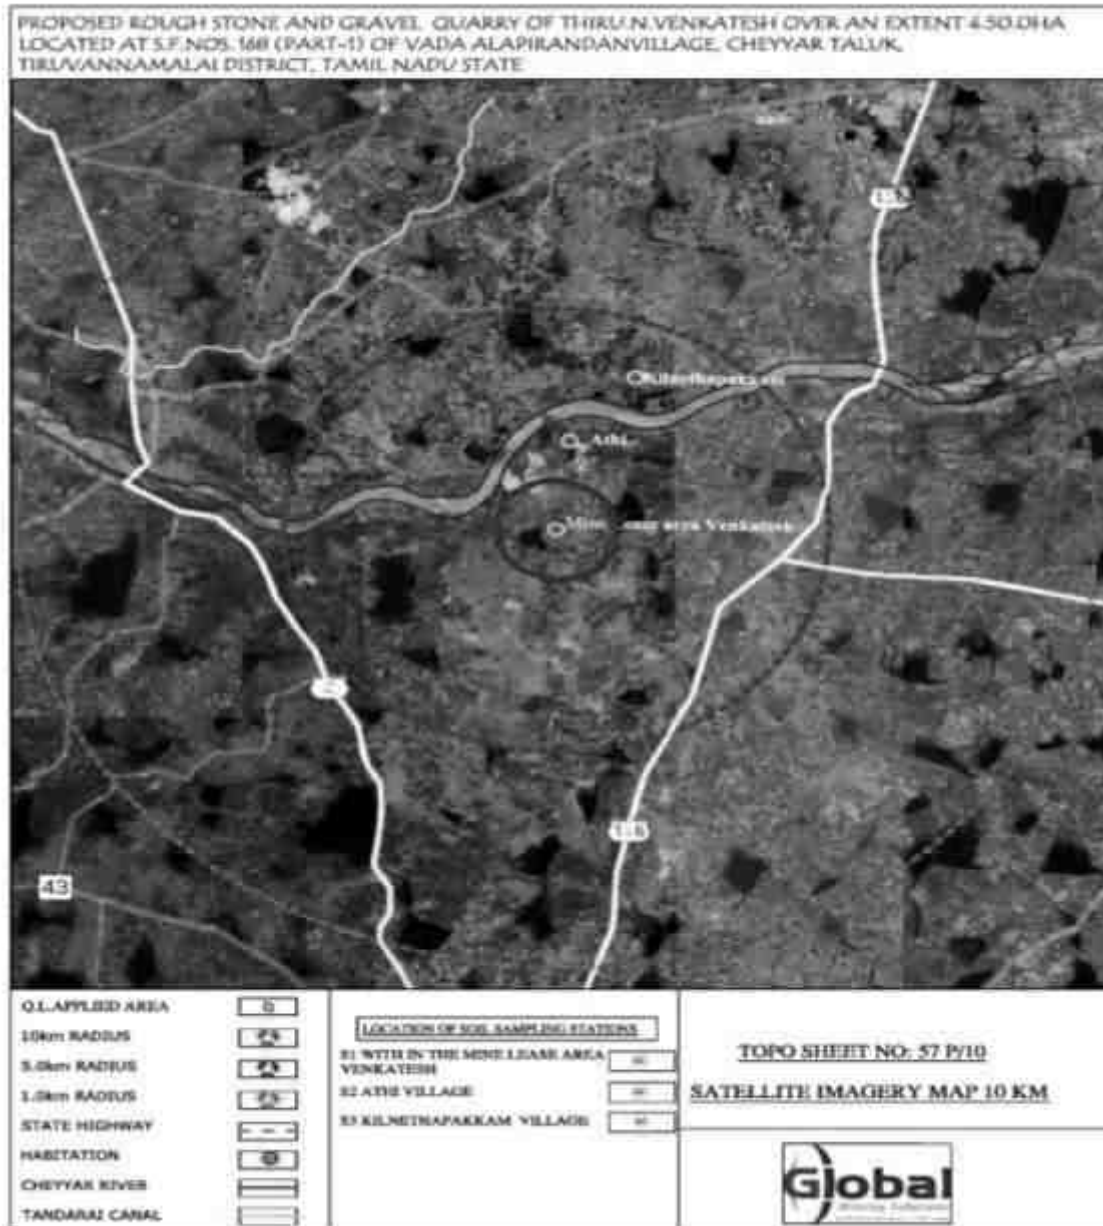 PROPOSED ROUGH STONE AND GRAVEL QUARRY OF THIRU.N.VENKATESH OVER AN EXTENT 4.50.0HA
LOCATED AT S.F.NOS. 168 (PART-1) OF VADA ALAPIRANDANVILLAGE, CHEYYAR TALUK,
TIRUVANNAMALAI DISTRICT, TAMIL NADU STATE
Athi
Mine area Venkatesh
116
43
Q.L.APPLIED AREA
10km RADIUS
5.0km RADIUS
1.0km RADIUS
STATE HIGHWAY
HABITATION
CHEYYAR RIVER
TANDARAI CANAL
LOCATION OF SOIL SAMPLING STATIONS
S1 WITH IN THE MINE LEASE AREA
VENKATESH
S2 ATHI VILLAGE
S3 KILNETHAPAKKAM VILLAGE
TOPO SHEET NO: 57 P/10
SATELLITE IMAGERY MAP 10 KM
Global